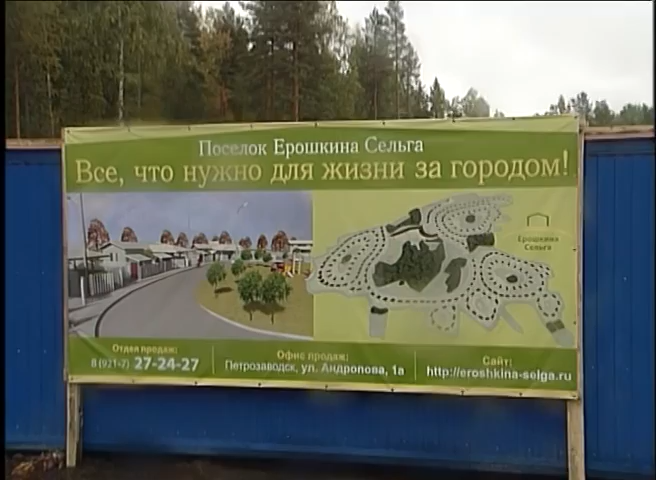 Поселок Ерошкина Сельга
Все, что нужно для жизни за городом!
Ерошкина
Сельга
Отдел продаж:
8 (921-7) 27-24-27
Офис продаж:
Петрозаводск, ул. Андропова, 1а
Сайт:
http://eroshkina-selga.ru